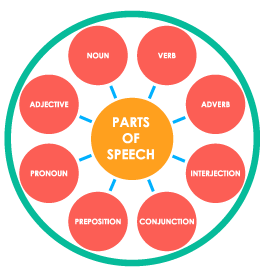 NOUN
VERB
ADJECTIVE
ADVERB
PARTS
OF
SPEECH
PRONOUN
INTERJECTION
PREPOSITION
CONJUNCTION